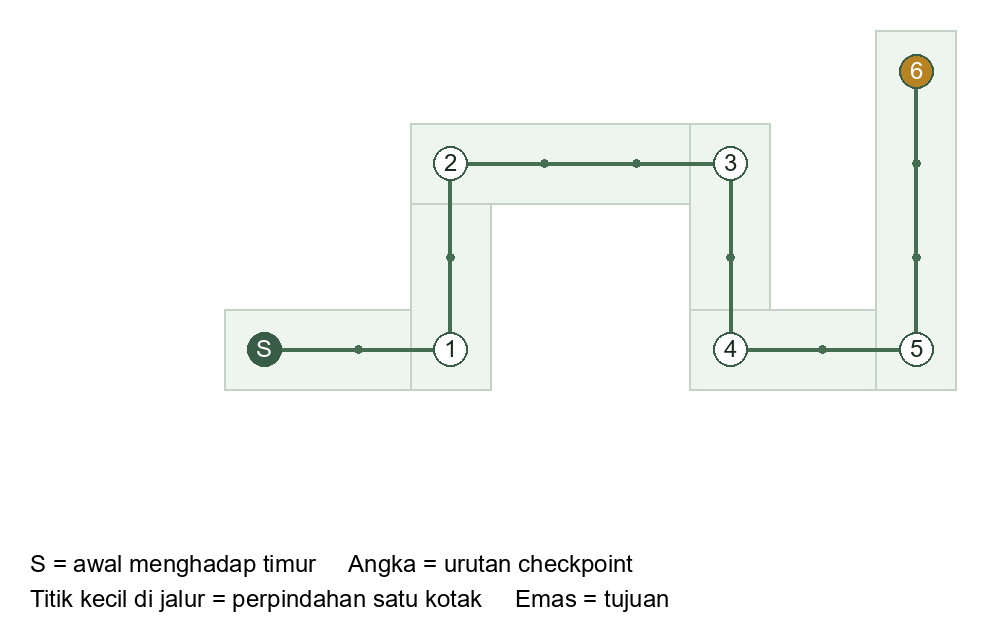 6
2
3
S
1
4
5
S = awal menghadap timur Angka = urutan checkpoint
Titik kecil di jalur = perpindahan satu kotak Emas = tujuan